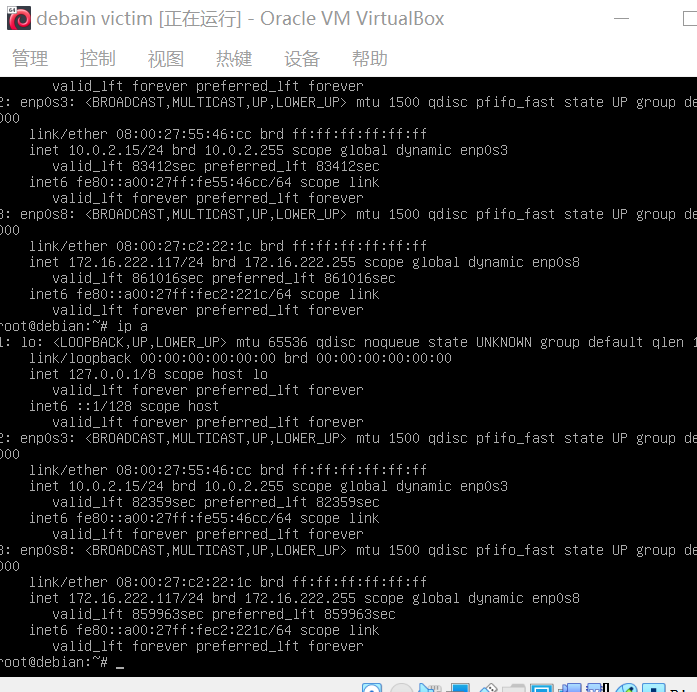 64
debain victim [正在运行] - Oracle VM VirtualBox
管理 控制 视图 热键 设备 帮助
valid_lft forever preferred_lft forever
2: enp0s3: <BROADCAST,MULTICAST,UP,LOWER_UP> mtu 1500 qdisc pfifo_fast state UP group de
000
link/ether 08:00:27:55:46:cc brd ff:ff:ff:ff:ff:ff
inet 10.0.2.15/24 brd 10.0.2.255 scope global dynamic enp0s3
valid_lft 83412sec preferred_lft 83412sec
inet6 fe80::a00:27ff:fe55:46cc/64 scope link
valid_lft forever preferred_lft forever
3: enp0s8: <BROADCAST,MULTICAST,UP,LOWER_UP> mtu 1500 qdisc pfifo_fast state UP group de
000
link/ether 08:00:27:c2:22:1c brd ff:ff:ff:ff:ff:ff
inet 172.16.222.117/24 brd 172.16.222.255 scope global dynamic enp0s8
valid_lft 861016sec preferred_lft 861016sec
inet6 fe80::a00:27ff:fec2:221c/64 scope link
valid_lft forever preferred_lft forever
root@debian:~# ip a
1: lo: <LOOPBACK,UP,LOWER_UP> mtu 65536 qdisc noqueue state UNKNOWN group default qlen 1
link/loopback 00:00:00:00:00:00 brd 00:00:00:00:00:00
inet 127.0.0.1/8 scope host lo
valid_lft forever preferred_lft forever
inet6 ::1/128 scope host
valid_lft forever preferred_lft forever
2: enp0s3: <BROADCAST,MULTICAST,UP,LOWER_UP> mtu 1500 qdisc pfifo_fast state UP group de
000
link/ether 08:00:27:55:46:cc brd ff:ff:ff:ff:ff:ff
inet 10.0.2.15/24 brd 10.0.2.255 scope global dynamic enp0s3
valid_lft 82359sec preferred_lft 82359sec
inet6 fe80::a00:27ff:fe55:46cc/64 scope link
valid_lft forever preferred_lft forever
3: enp0s8: <BROADCAST,MULTICAST,UP,LOWER_UP> mtu 1500 qdisc pfifo_fast state UP group de
000
link/ether 08:00:27:c2:22:1c brd ff:ff:ff:ff:ff:ff
inet 172.16.222.117/24 brd 172.16.222.255 scope global dynamic enp0s8
valid_lft 859963sec preferred_lft 859963sec
inet6 fe80::a00:27ff:fec2:221c/64 scope link
valid_lft forever preferred_lft forever
root@debian:~# _